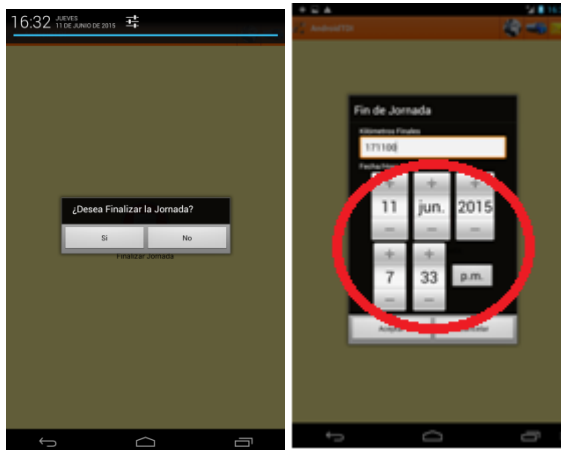 16:32 JUEVES
11 DE JUNIO DE 2015
¿Desea Finalizar la Jornada?
Si No
Finalizar Jornada
Fin de Jornada
Kilómetros Finales
171100
+ + +
11 jun. 2015
- - -
+ +
7 33 p.m.
- -